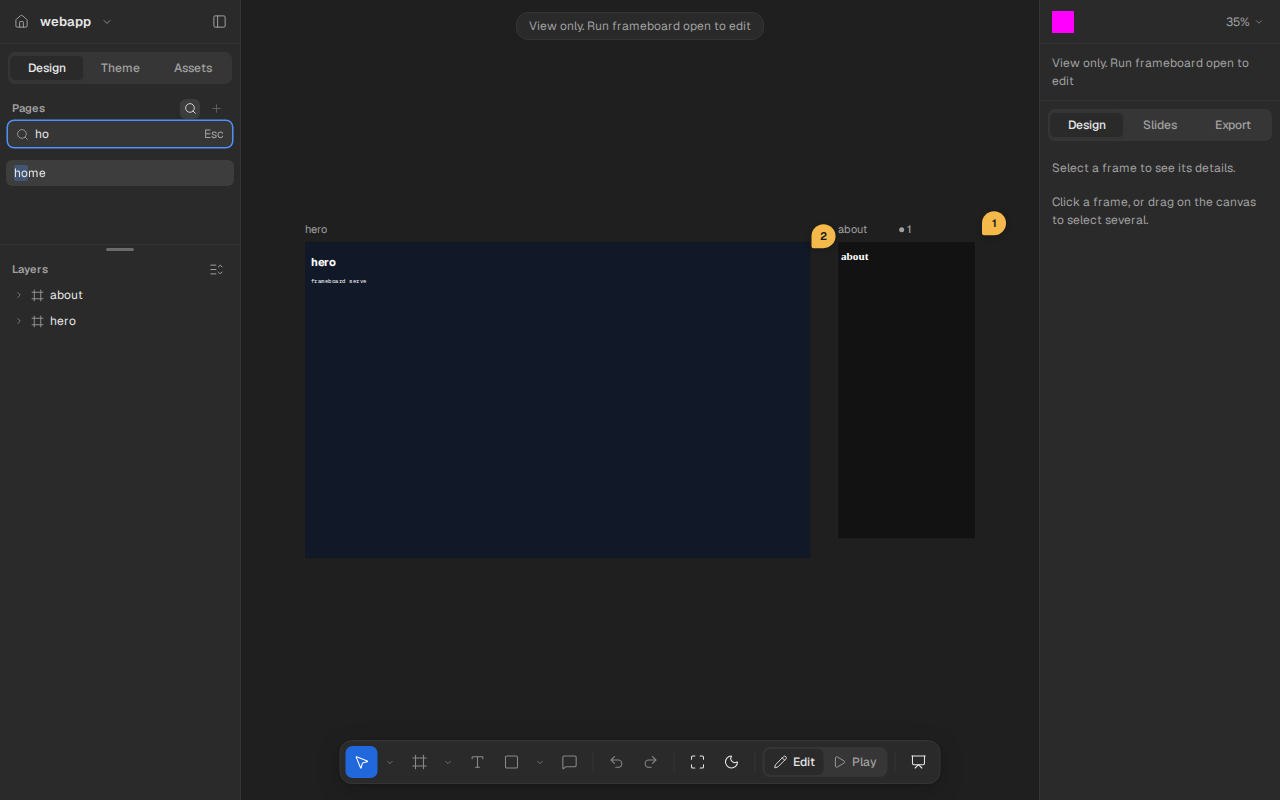 webapp
Design Theme Assets
Pages
ho Esc
home
Layers
about
hero
View only. Run frameboard open to edit
hero
2
about 1
1
hero
frameboard serve
about
Edit Play
35%
View only. Run frameboard open to
edit
Design Slides Export
Select a frame to see its details.
Click a frame, or drag on the canvas
to select several.